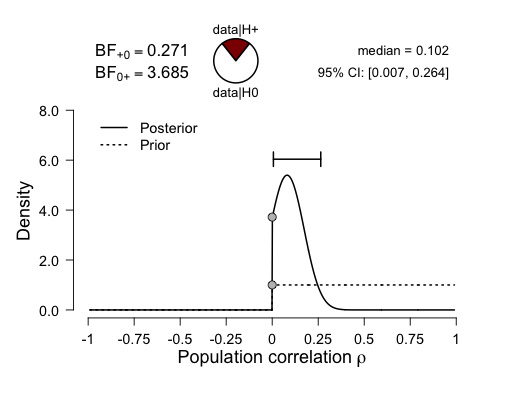 data|H+
BF+0 = 0.271
median = 0.102
BF0+ = 3.685
95% CI: [0.007, 0.264]
data|H0
8.0
Posterior
Prior
6.0
Density
4.0
2.0
0.0
-1 -0.75 -0.5 -0.25 0 0.25 0.5 0.75 1
Population correlation ρ